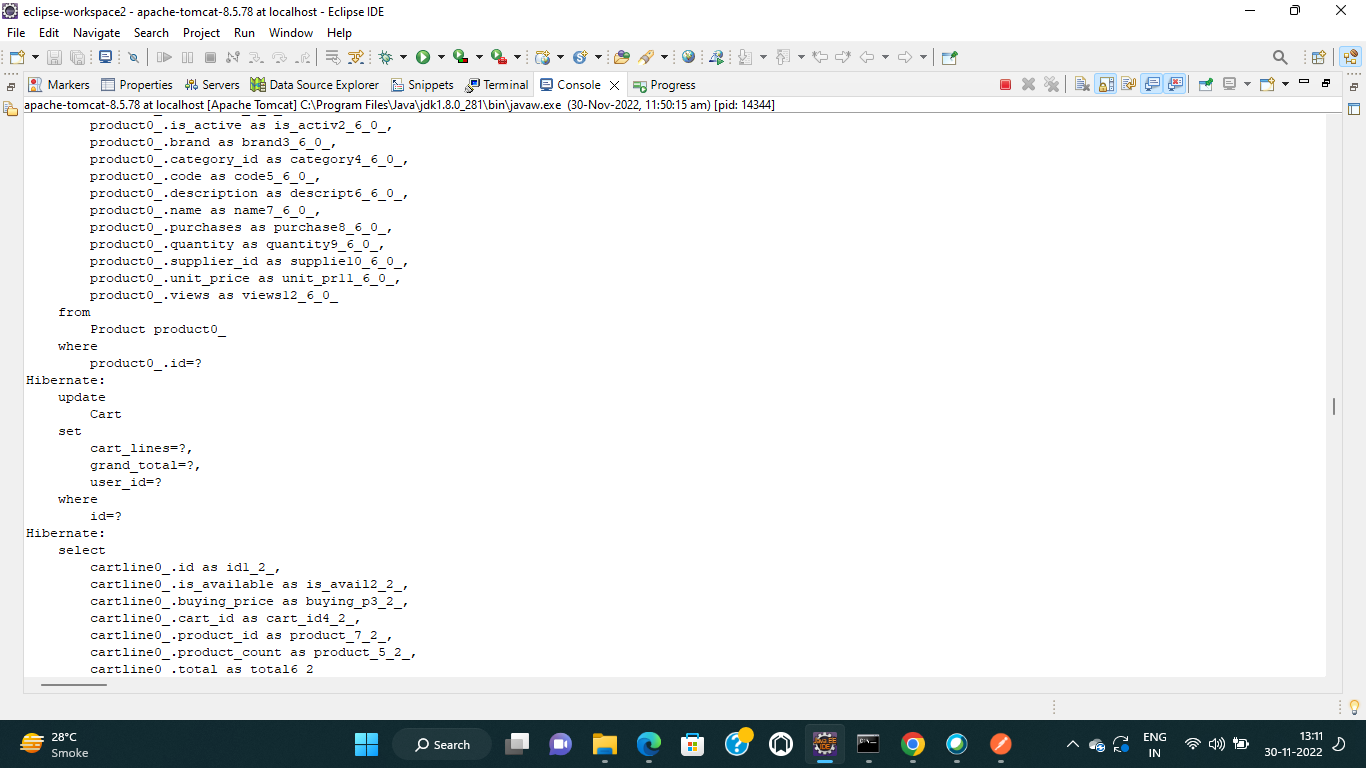 eclipse-workspace2 - apache-tomcat-8.5.78 at localhost - Eclipse IDE
File Edit Navigate Search Project Run Window Help
Markers Properties Servers Data Source Explorer Snippets Terminal Console Progress
apache-tomcat-8.5.78 at localhost [Apache Tomcat] C:\Program Files\Java\jdk1.8.0_281\bin\javaw.exe (30-Nov-2022, 11:50:15 am) [pid: 14344]
product0_.is_active as is_activ2_6_0_,
product0_.brand as brand3_6_0_,
product0_.category_id as category4_6_0_,
product0_.code as code5_6_0_,
product0_.description as descript6_6_0_,
product0_.name as name7_6_0_,
product0_.purchases as purchase8_6_0_,
product0_.quantity as quantity9_6_0_,
product0_.supplier_id as supplie10_6_0_,
product0_.unit_price as unit_pr11_6_0_,
product0_.views as views12_6_0_
from
Product product0_
where
product0_.id=?
Hibernate:
update
Cart
set
cart_lines=?,
grand_total=?,
user_id=?
where
id=?
Hibernate:
select
cartline0_.id as id1_2_,
cartline0_.is_available as is_avail2_2_,
cartline0_.buying_price as buying_p3_2_,
cartline0_.cart_id as cart_id4_2_,
cartline0_.product_id as product_7_2_,
cartline0_.product_count as product_5_2_,
cartline0_.total as total6_2_
28°C
Smoke
Search
ENG
IN
13:11
30-11-2022